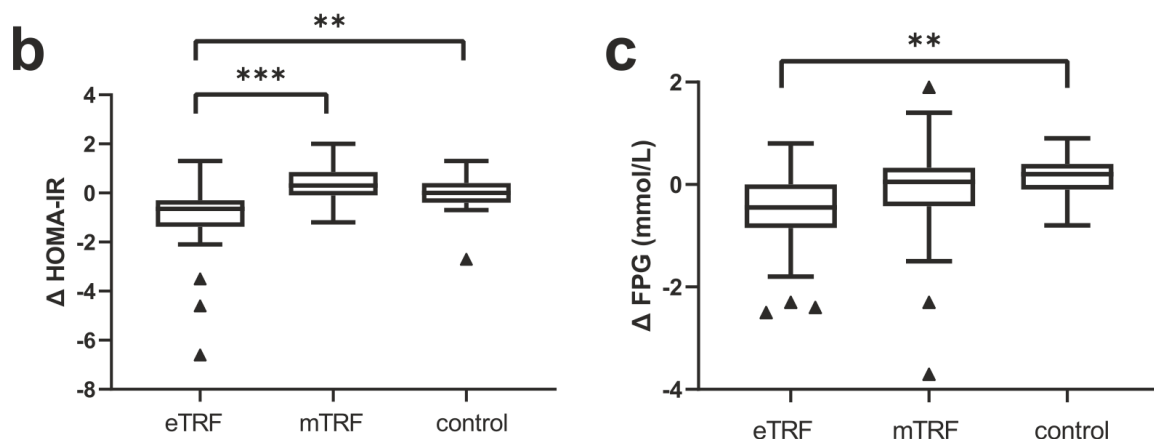 b
**
***
Δ HOMA-IR
4
2
0
-2
-4
-6
-8
eTRF mTRF control
c
**
Δ FPG (mmol/L)
2
0
-2
-4
eTRF mTRF control